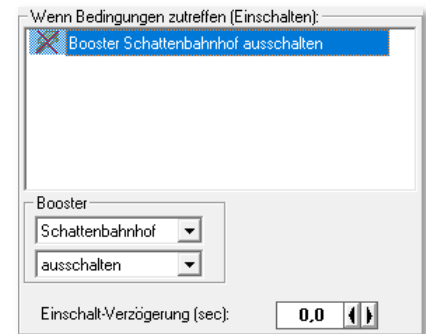 Wenn Bedingungen zutreffen (Einschalten):
Booster Schattenbahnhof ausschalten
Booster
Schattenbahnhof
ausschalten
Einschalt-Verzögerung (sec): 0,0